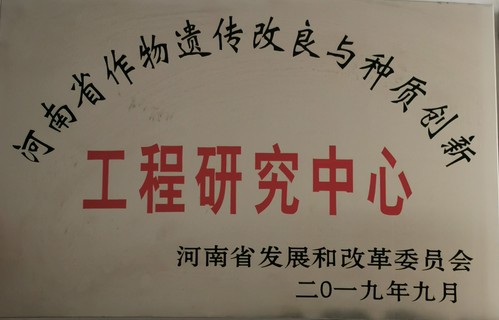 河南省作物遗传改良与种质创新
工程研究中心
河南省发展和改革委员会
二0一九年九月